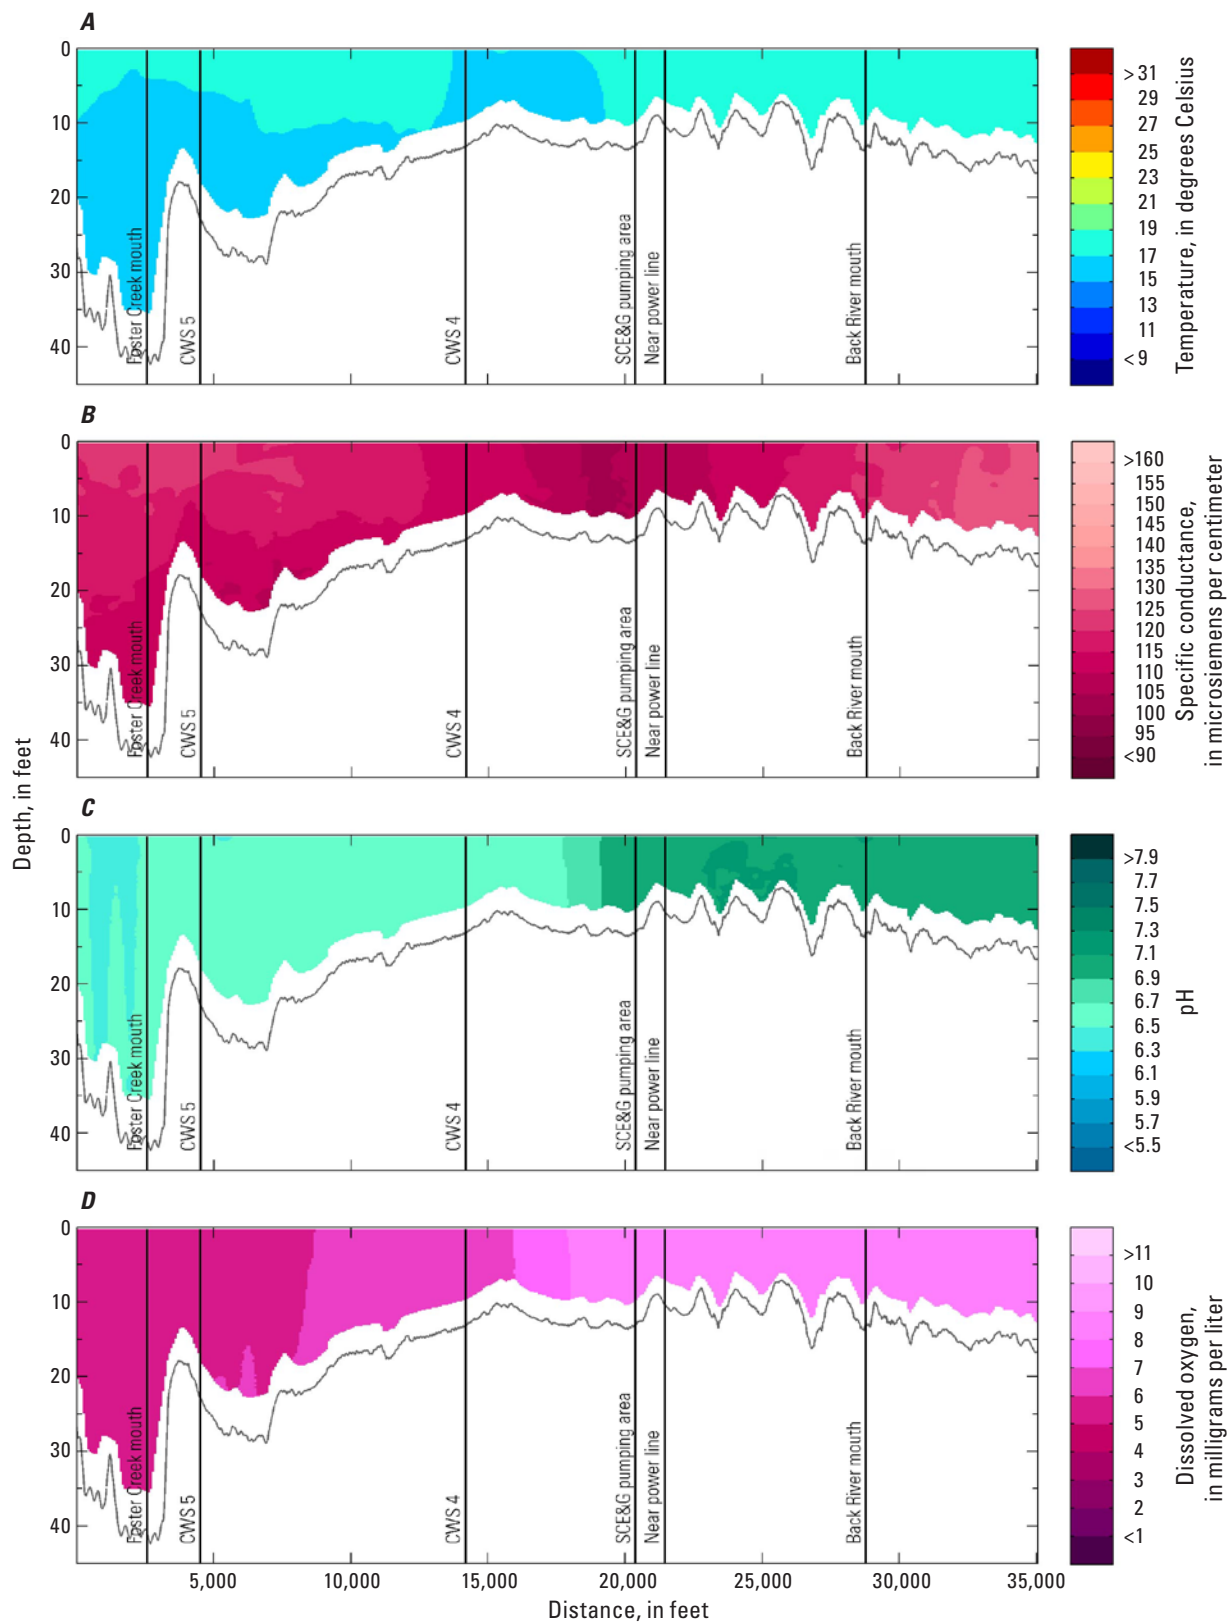 A
0
10
20
30
40
Foster Creek mouth
CWS 5
CWS 4
SCE&G pumping area
Near power line
Back River mouth
>31
29
27
25
23
21
19
17
15
13
11
<9
Temperature, in degrees Celsius
B
0
10
20
30
40
Foster Creek mouth
CWS 5
CWS 4
SCE&G pumping area
Near power line
Back River mouth
>160
155
150
145
140
135
130
125
120
115
110
105
100
95
<90
Specific conductance,
in microsiemens per centimeter
Depth, in feet
C
0
10
20
30
40
Foster Creek mouth
CWS 5
CWS 4
SCE&G pumping area
Near power line
Back River mouth
>7.9
7.7
7.5
7.3
7.1
6.9
6.7
6.5
6.3
6.1
5.9
5.7
<5.5
pH
D
0
10
20
30
40
Foster Creek mouth
CWS 5
CWS 4
SCE&G pumping area
Near power line
Back River mouth
>11
10
9
8
7
6
5
4
3
2
<1
Dissolved oxygen,
in milligrams per liter
5,000 10,000 15,000 20,000 25,000 30,000 35,000
Distance, in feet